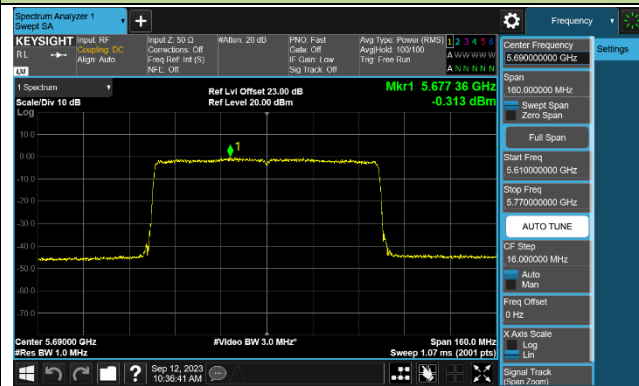 Spectrum Analyzer 1
Swept SA
Frequency
KEYSIGHT
RL
LXI
Input: RF
Coupling: DC
Align: Auto
Input Z: 50 Ω
Corrections: Off
Freq Ref: Int (S)
NFE: Off
#Atten: 20 dB
PNO: Fast
Gate: Off
IF Gain: Low
Sig Track: Off
Avg Type: Power (RMS)
Avg|Hold: 100/100
Trig: Free Run
1 2 3 4 5 6
A W W W W W
A N N N N N
1 Spectrum
Scale/Div 10 dB
Log
Ref Lvl Offset 23.00 dB
Ref Level 20.00 dBm
Mkr1 5.677 36 GHz
-0.313 dBm
10.0
0.00
-10.0
-20.0
-30.0
-40.0
-50.0
-60.0
-70.0
1
Center 5.69000 GHz
#Res BW 1.0 MHz
#Video BW 3.0 MHz*
Span 160.0 MHz
Sweep 1.07 ms (2001 pts)
Center Frequency
5.690000000 GHz
Settings
Span
160.000000 MHz
Swept Span
Zero Span
Full Span
Start Freq
5.610000000 GHz
Stop Freq
5.770000000 GHz
AUTO TUNE
CF Step
16.000000 MHz
Auto
Man
Freq Offset
0 Hz
X Axis Scale
Log
Lin
Signal Track
(Span Zoom)
Sep 12, 2023
10:36:41 AM